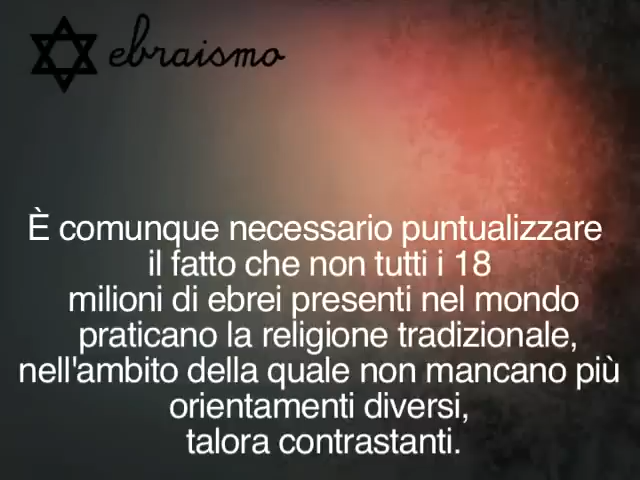 ebraismo
È comunque necessario puntualizzare
il fatto che non tutti i 18
milioni di ebrei presenti nel mondo
praticano la religione tradizionale,
nell'ambito della quale non mancano più
orientamenti diversi,
talora contrastanti.